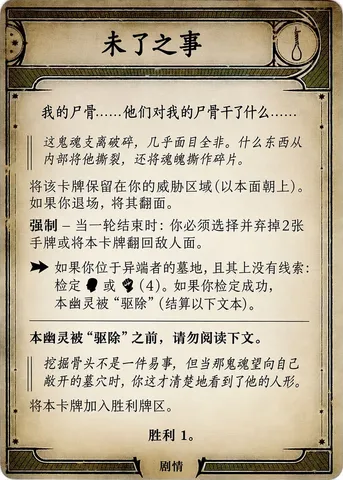 未了之事
我的尸骨……他们对我的尸骨干了什么……
这鬼魂支离破碎，几乎面目全非。什么东西从
内部将他撕裂，还将魂魄撕作碎片。
将该卡牌保留在你的威胁区域(以本面朝上)。
如果你退场，将其翻面。
强制 – 当一轮结束时：你必须选择并弃掉2张
手牌或将本卡牌翻回敌人面。
如果你位于异端者的墓地，且其上没有线索：
检定 或 (4)。如果你检定成功，
本幽灵被“驱除”(结算以下文本)。
本幽灵被“驱除”之前，请勿阅读下文。
挖掘骨头不是一件易事，但当那鬼魂望向自己
敞开的墓穴时，你这才清楚地看到了他的人形。
将本卡牌加入胜利牌区。
胜利 1。
剧情